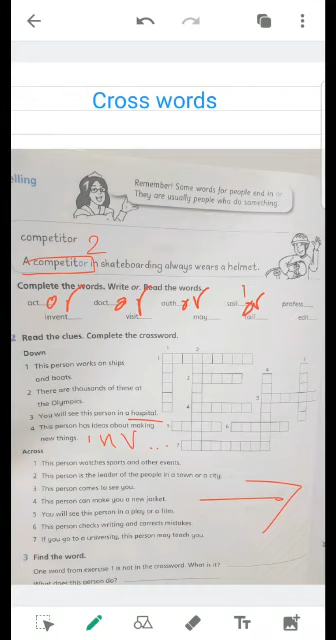 Cross words
elling
Remember! Some words for people end in or.
They are usually people who do something.
competitor 2
A competitor in skateboarding always wears a helmet.
Complete the words. Write or. Read the words.
act or doct or auth or sail or profess
invent visit may tail edit
2 Read the clues. Complete the crossword.
Down
1 This person works on ships
and boats.
2 There are thousands of these at
the Olympics.
3 You will see this person in a hospital.
4 This person has ideas about making
new things. inv...
Across
1 This person watches sports and other events.
2 This person is the leader of the people in a town or a city.
3 This person comes to see you.
4 This person can make you a new jacket.
5 You will see this person in a play or a film.
6 This person checks writing and corrects mistakes.
7 If you go to a university, this person may teach you.
3 Find the word.
One word from exercise 1 is not in the crossword. What is it?
What does this person do?